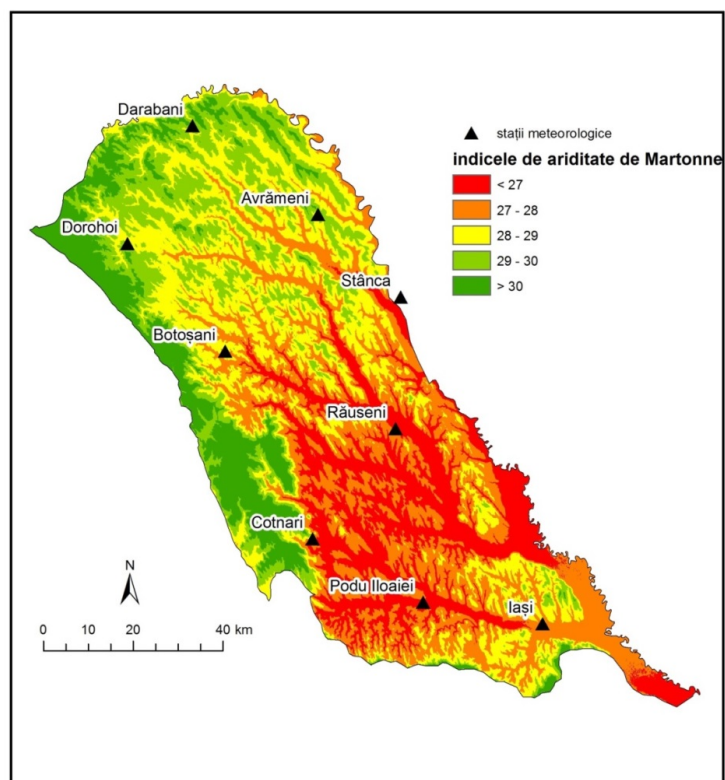 Darabani
stații meteorologice
indicele de ariditate de Martonne
< 27
27 - 28
28 - 29
29 - 30
> 30
Avrămeni
Dorohoi
Stânca
Botoșani
Răuseni
Cotnari
Podu Iloaiei
Iași
N
0 10 20 40 km